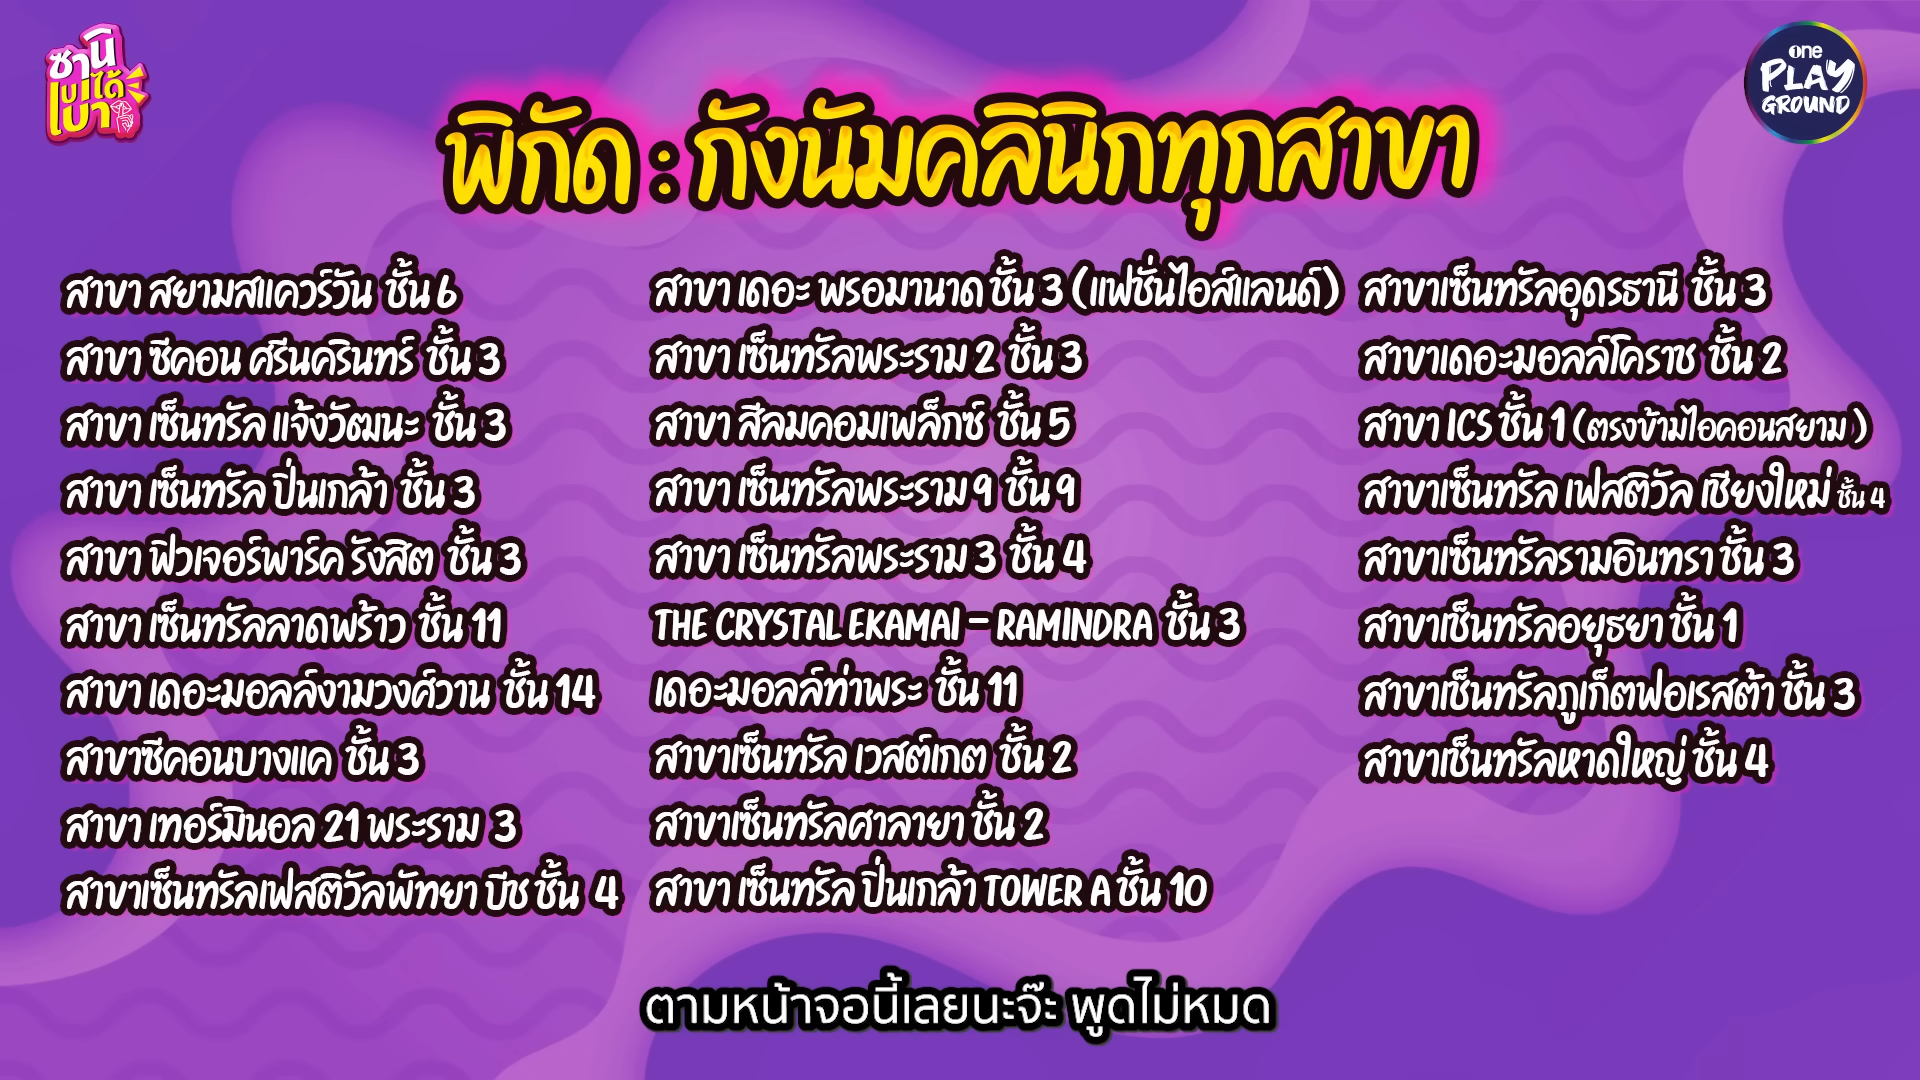 ซานิ
ไบได้
เบา
one
PLAY
GROUND
พิกัด : กังนัมคลินิกทุกสาขา
สาขา สยามสแควร์วัน ชั้น 6
สาขา ซีคอน ศรีนครินทร์ ชั้น 3
สาขา เซ็นทรัล แจ้งวัฒนะ ชั้น 3
สาขา เซ็นทรัล ปิ่นเกล้า ชั้น 3
สาขา ฟิวเจอร์พาร์ค รังสิต ชั้น 3
สาขา เซ็นทรัลลาดพร้าว ชั้น 11
สาขา เดอะมอลล์งามวงศ์วาน ชั้น 14
สาขาซีคอนบางแค ชั้น 3
สาขา เทอร์มินอล 21 พระราม 3
สาขาเซ็นทรัลเฟสติวัลพัทยา บีช ชั้น 4
สาขา เดอะ พรอมานาด ชั้น 3 (แฟชั่นไอส์แลนด์)
สาขา เซ็นทรัลพระราม 2 ชั้น 3
สาขา สีลมคอมเพล็กซ์ ชั้น 5
สาขา เซ็นทรัลพระราม 9 ชั้น 9
สาขา เซ็นทรัลพระราม 3 ชั้น 4
THE CRYSTAL EKAMAI - RAMINDRA ชั้น 3
เดอะมอลล์ท่าพระ ชั้น 11
สาขาเซ็นทรัล เวสต์เกต ชั้น 2
สาขาเซ็นทรัลศาลายา ชั้น 2
สาขา เซ็นทรัล ปิ่นเกล้า TOWER A ชั้น 10
สาขาเซ็นทรัลอุดรธานี ชั้น 3
สาขาเดอะมอลล์โคราช ชั้น 2
สาขา ICS ชั้น 1 (ตรงข้ามไอคอนสยาม )
สาขาเซ็นทรัล เฟสติวัล เชียงใหม่ ชั้น 4
สาขาเซ็นทรัลรามอินทรา ชั้น 3
สาขาเซ็นทรัลอยุธยา ชั้น 1
สาขาเซ็นทรัลภูเก็ตฟอเรสต้า ชั้น 3
สาขาเซ็นทรัลหาดใหญ่ ชั้น 4
ตามหน้าจอนี้เลยนะจ๊ะ พูดไม่หมด